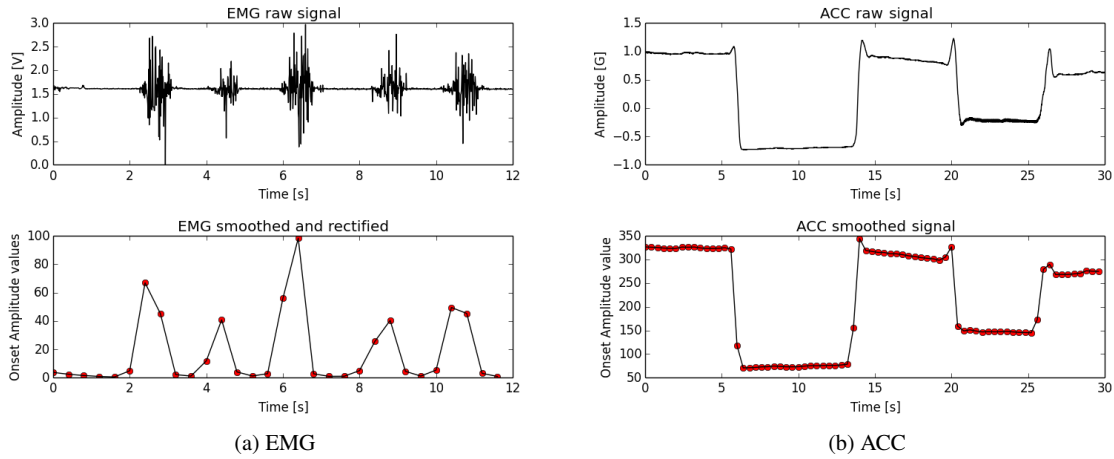 EMG raw signal
Amplitude [V]
3.0
2.5
2.0
1.5
1.0
0.5
0.0
0 2 4 6 8 10 12
Time [s]
EMG smoothed and rectified
Onset Amplitude values
100
80
60
40
20
0
0 2 4 6 8 10 12
Time [s]
(a) EMG
ACC raw signal
Amplitude [G]
1.5
1.0
0.5
0.0
−0.5
−1.0
0 5 10 15 20 25 30
Time [s]
ACC smoothed signal
Onset Amplitude value
350
300
250
200
150
100
50
0 5 10 15 20 25 30
Time [s]
(b) ACC